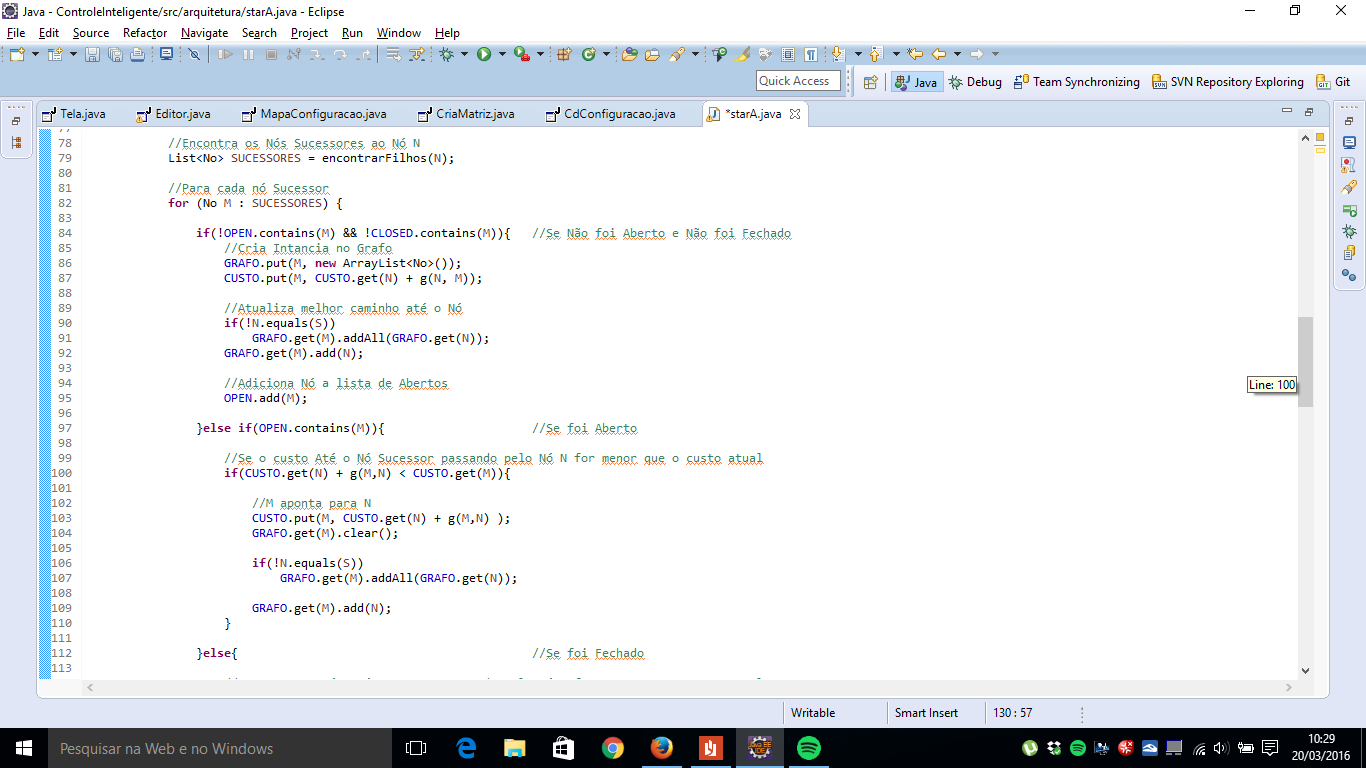 Java - ControleInteligente/src/arquitetura/starA.java - Eclipse
File Edit Source Refactor Navigate Search Project Run Window Help
Quick Access Java Debug Team Synchronizing SVN Repository Exploring Git
Tela.java Editor.java MapaConfiguracao.java CriaMatriz.java CdConfiguracao.java *starA.java
78 //Encontra os Nós Sucessores ao Nó N
79 List<No> SUCESSORES = encontrarFilhos(N);
80
81 //Para cada nó Sucessor
82 for (No M : SUCESSORES) {
83
84 if(!OPEN.contains(M) && !CLOSED.contains(M)){ //Se Não foi Aberto e Não foi Fechado
85 //Cria Intancia no Grafo
86 GRAFO.put(M, new ArrayList<No>());
87 CUSTO.put(M, CUSTO.get(N) + g(N, M));
88
89 //Atualiza melhor caminho até o Nó
90 if(!N.equals(S))
91 GRAFO.get(M).addAll(GRAFO.get(N));
92 GRAFO.get(M).add(N);
93
94 //Adiciona Nó a lista de Abertos
95 OPEN.add(M);
96
97 }else if(OPEN.contains(M)){ //Se foi Aberto
98
99 //Se o custo Até o Nó Sucessor passando pelo Nó N for menor que o custo atual
100 if(CUSTO.get(N) + g(M,N) < CUSTO.get(M)){
101
102 //M aponta para N
103 CUSTO.put(M, CUSTO.get(N) + g(M,N) );
104 GRAFO.get(M).clear();
105
106 if(!N.equals(S))
107 GRAFO.get(M).addAll(GRAFO.get(N));
108
109 GRAFO.get(M).add(N);
110 }
111
112 }else{ //Se foi Fechado
113
Line: 100
Writable Smart Insert 130 : 57
Pesquisar na Web e no Windows
10:29
20/03/2016